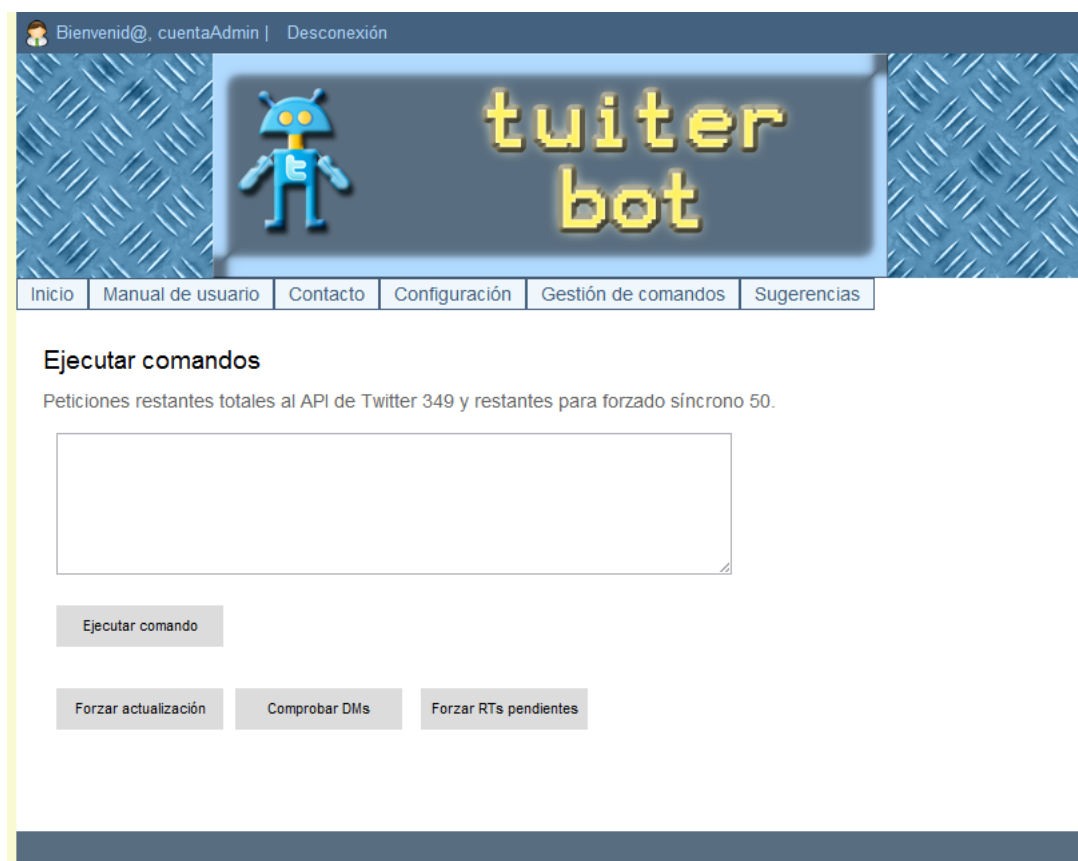 Bienvenid@, cuentaAdmin | Desconexión
tuiter
bot
Inicio Manual de usuario Contacto Configuración Gestión de comandos Sugerencias
Ejecutar comandos
Peticiones restantes totales al API de Twitter 349 y restantes para forzado síncrono 50.
Ejecutar comando
Forzar actualización Comprobar DMs Forzar RTs pendientes